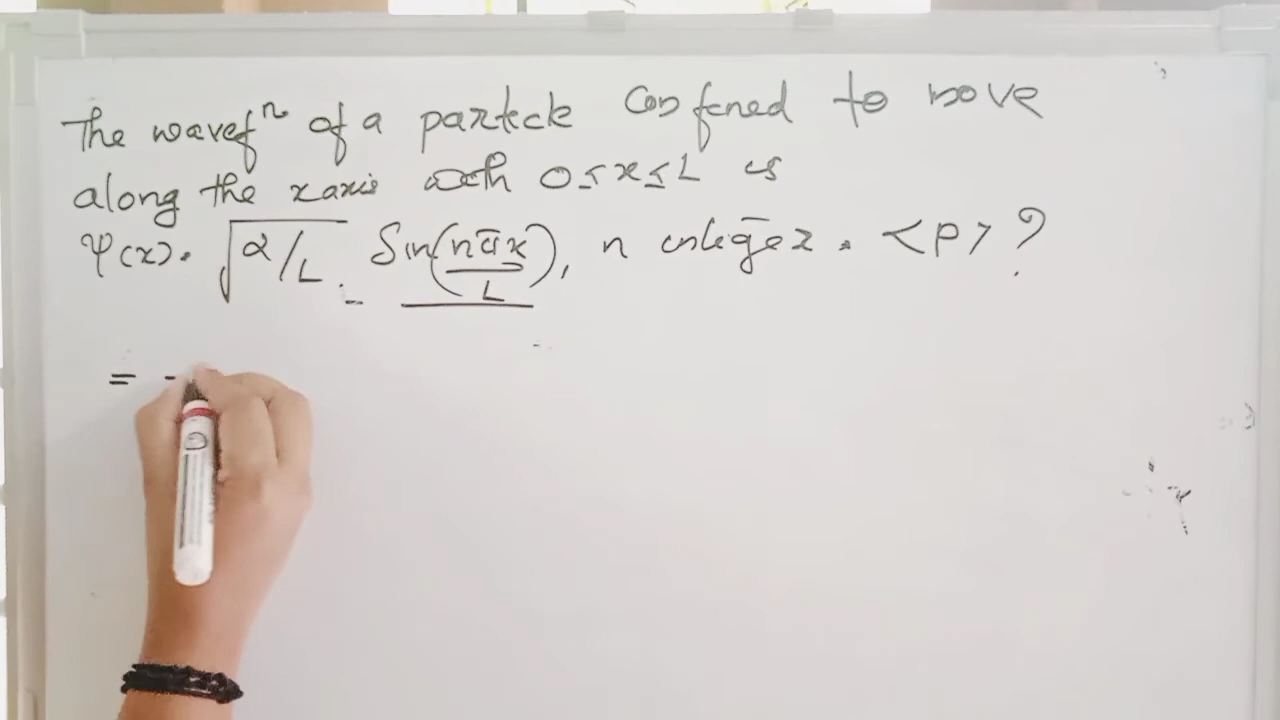 The wavefⁿ of a particle confined to move
along the x axis with 0 ≤ x ≤ L is
Ψ(x) = √2/L Sin(nπx/L), n integer. <p> ?
= -